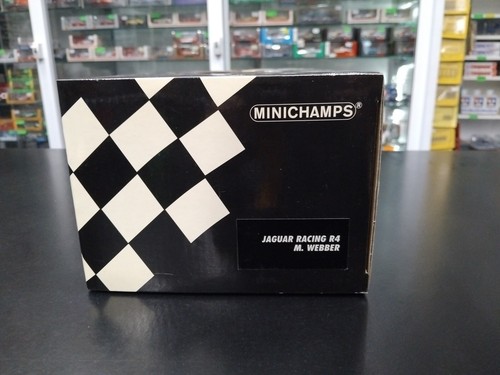 MINICHAMPS®
JAGUAR RACING R4
M. WEBBER